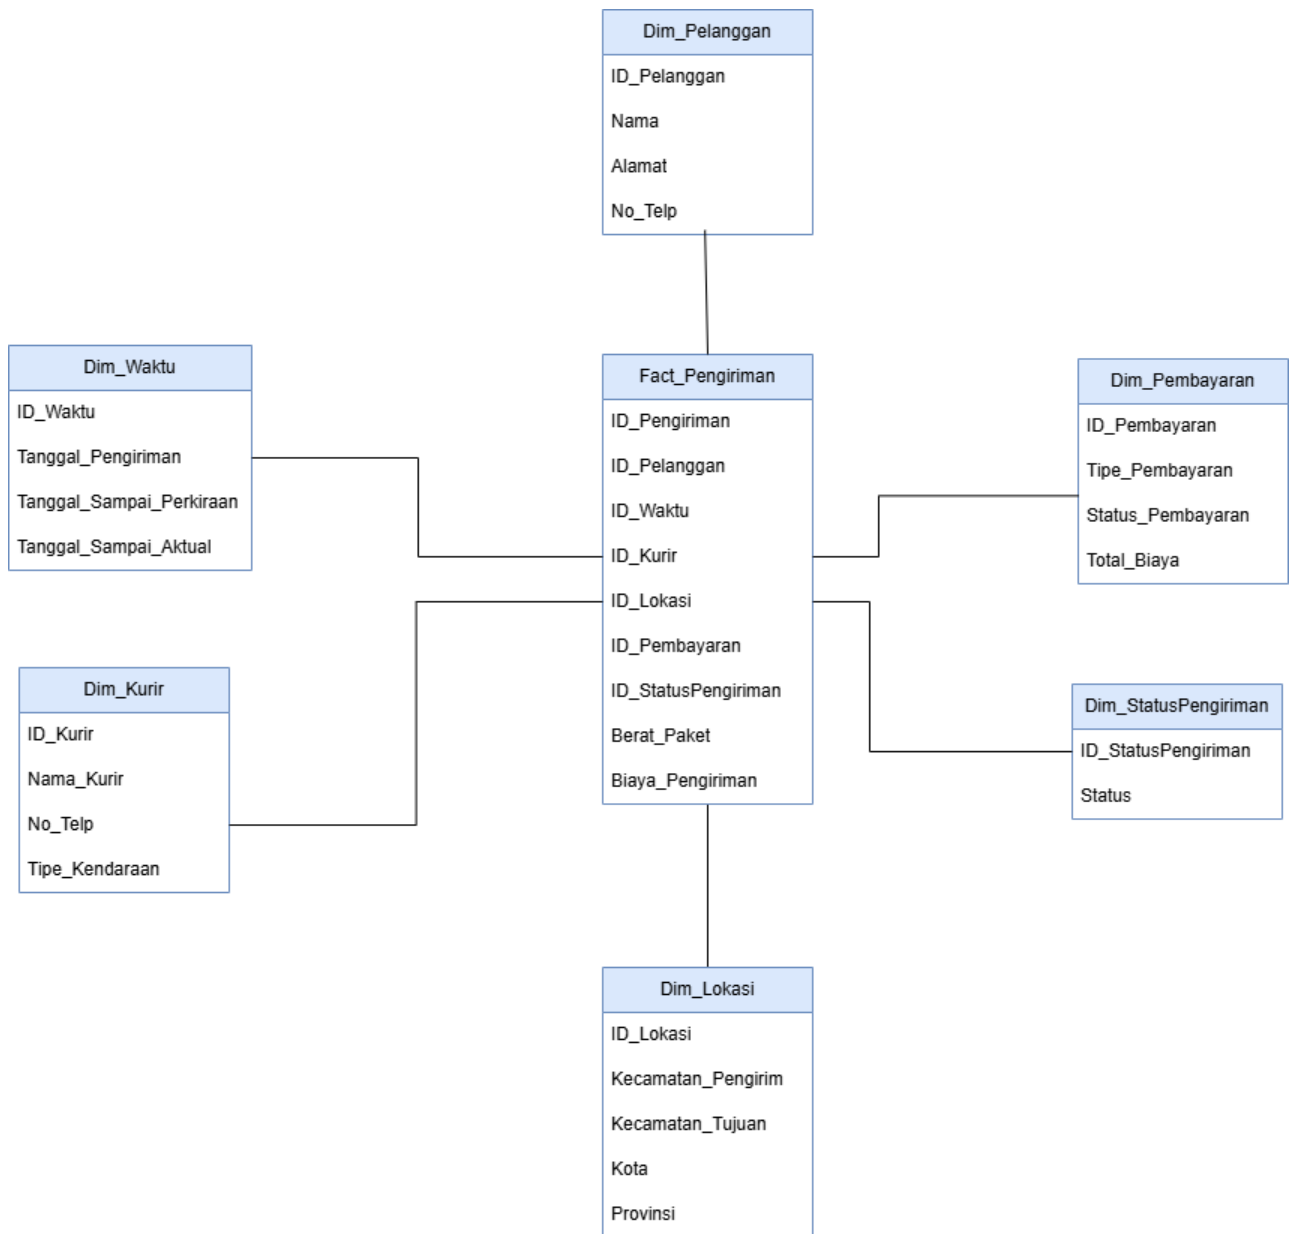 Dim_Pelanggan
ID_Pelanggan
Nama
Alamat
No_Telp
Dim_Waktu
ID_Waktu
Tanggal_Pengiriman
Tanggal_Sampai_Perkiraan
Tanggal_Sampai_Aktual
Fact_Pengiriman
ID_Pengiriman
ID_Pelanggan
ID_Waktu
ID_Kurir
ID_Lokasi
ID_Pembayaran
ID_StatusPengiriman
Berat_Paket
Biaya_Pengiriman
Dim_Pembayaran
ID_Pembayaran
Tipe_Pembayaran
Status_Pembayaran
Total_Biaya
Dim_Kurir
ID_Kurir
Nama_Kurir
No_Telp
Tipe_Kendaraan
Dim_StatusPengiriman
ID_StatusPengiriman
Status
Dim_Lokasi
ID_Lokasi
Kecamatan_Pengirim
Kecamatan_Tujuan
Kota
Provinsi